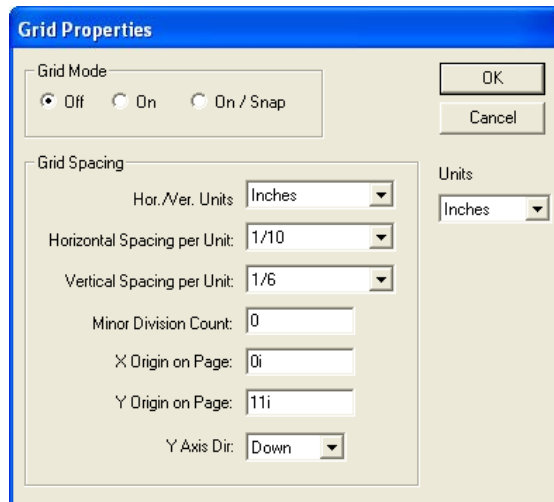 Grid Properties
Grid Mode
Off On On / Snap
OK
Cancel
Grid Spacing
Hor./Ver. Units Inches
Horizontal Spacing per Unit: 1/10
Vertical Spacing per Unit: 1/6
Minor Division Count: 0
X Origin on Page: 0i
Y Origin on Page: 11i
Y Axis Dir: Down
Units
Inches